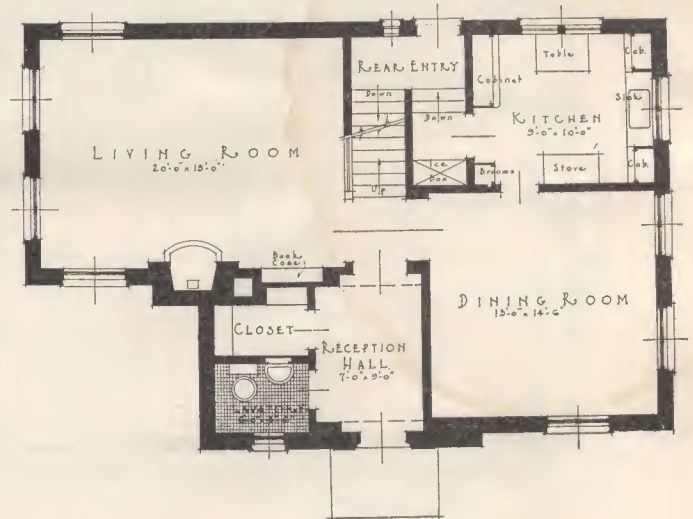 REAR ENTRY
Down
Down
Up
Cabinet
Table
Cab.
Sink
KITCHEN
9'-0" x 10'-0"
Ice
Box
Brooms
Stove
Cab.
LIVING ROOM
20'-0" x 13'-0"
Book
Case
DINING ROOM
13'-0" x 14'-6"
CLOSET
RECEPTION
HALL
7'-0" x 9'-0"
LAVATORY